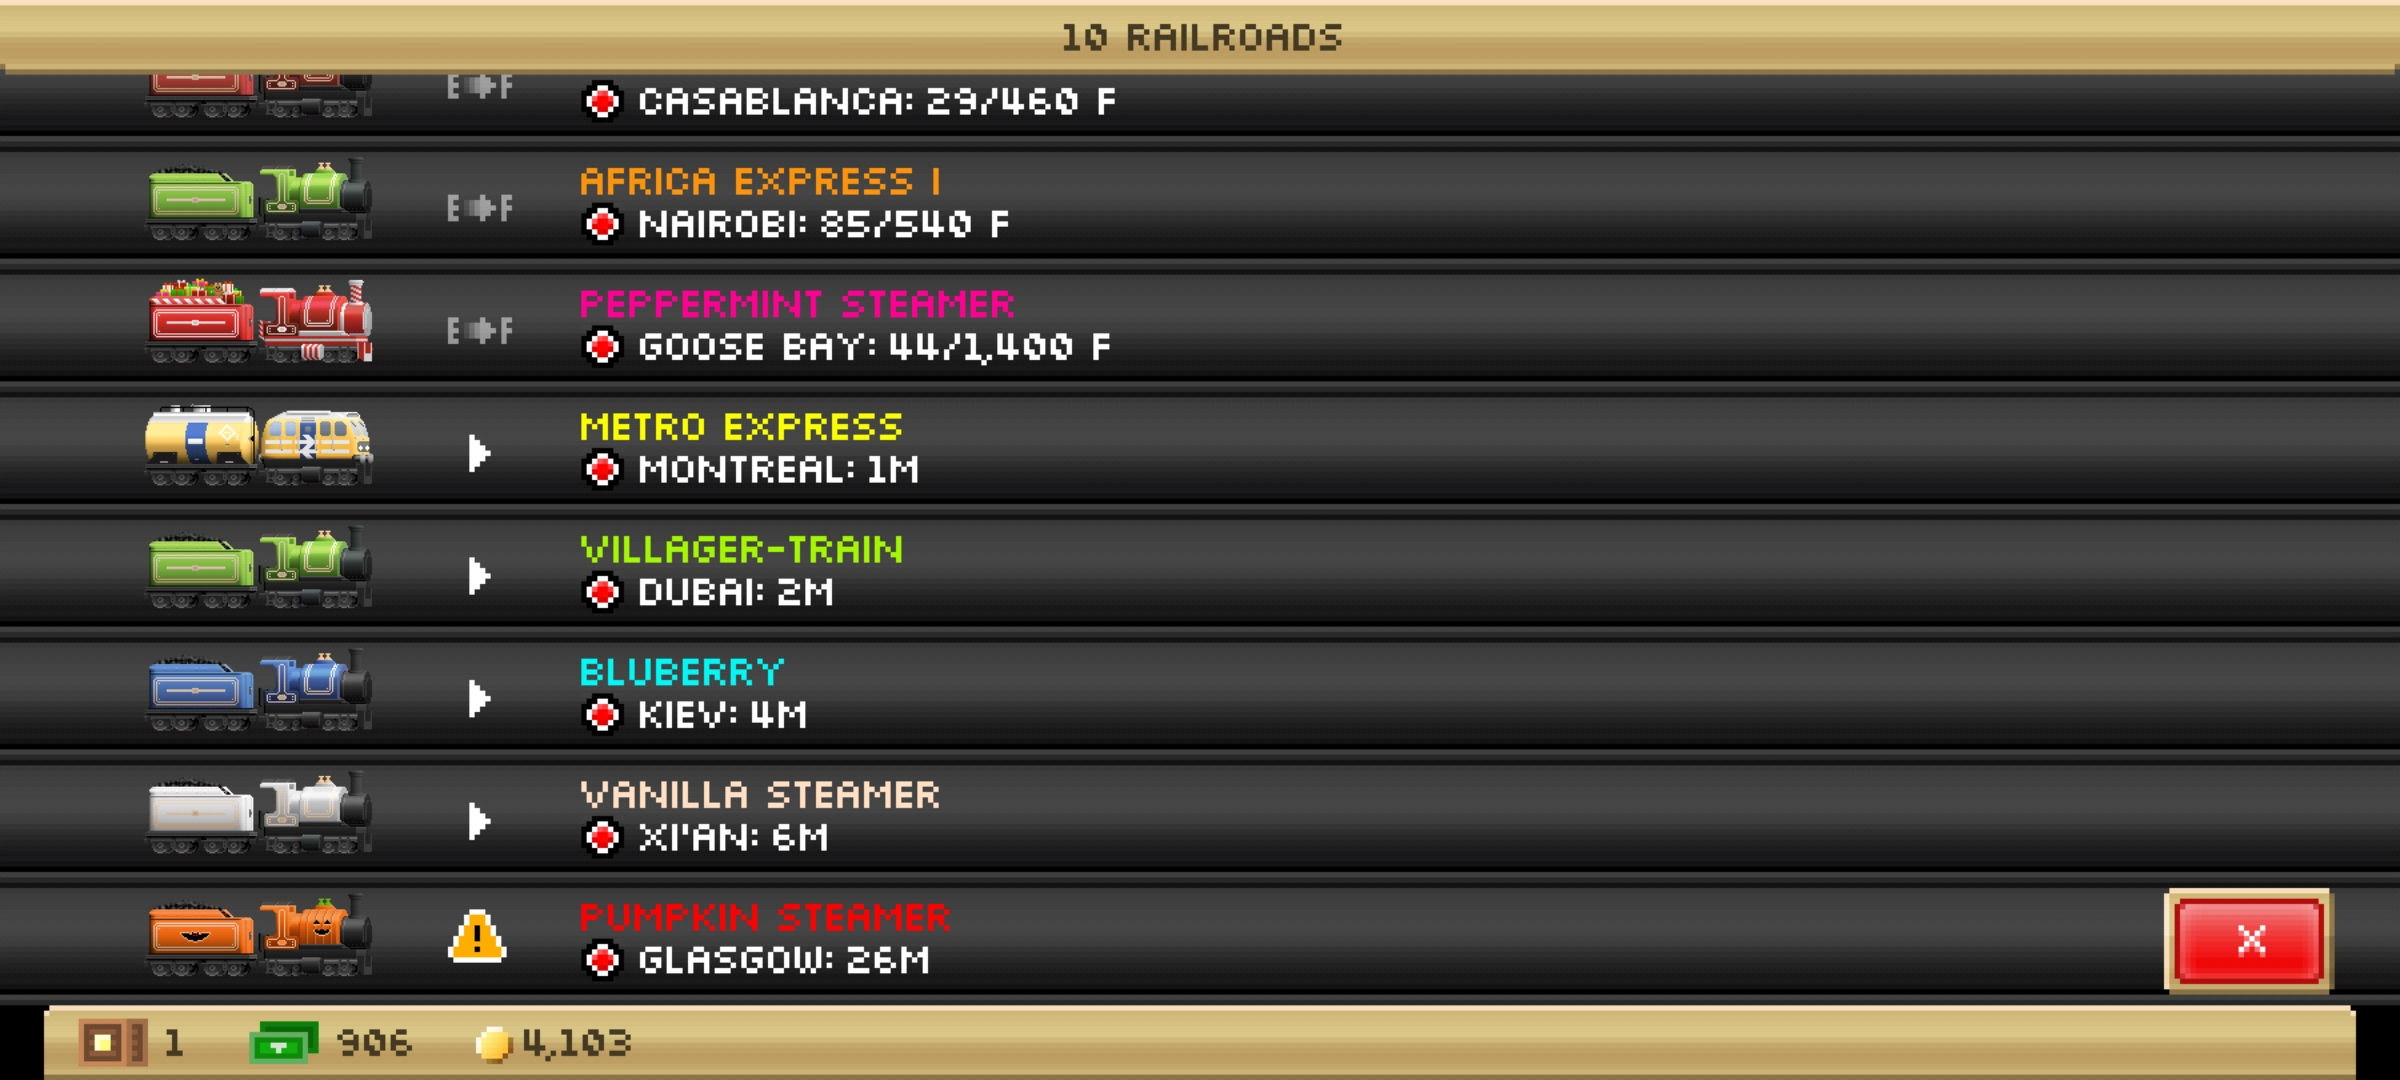 10 RAILROADS
E F
CASABLANCA: 29/460 F
AFRICA EXPRESS I
E F
NAIROBI: 85/540 F
PEPPERMINT STEAMER
E F
GOOSE BAY: 44/1,400 F
METRO EXPRESS
MONTREAL: 1M
VILLAGER-TRAIN
DUBAI: 2M
BLUBERRY
KIEV: 4M
VANILLA STEAMER
XI'AN: 6M
PUMPKIN STEAMER
!
GLASGOW: 26M
X
1 906 4,103